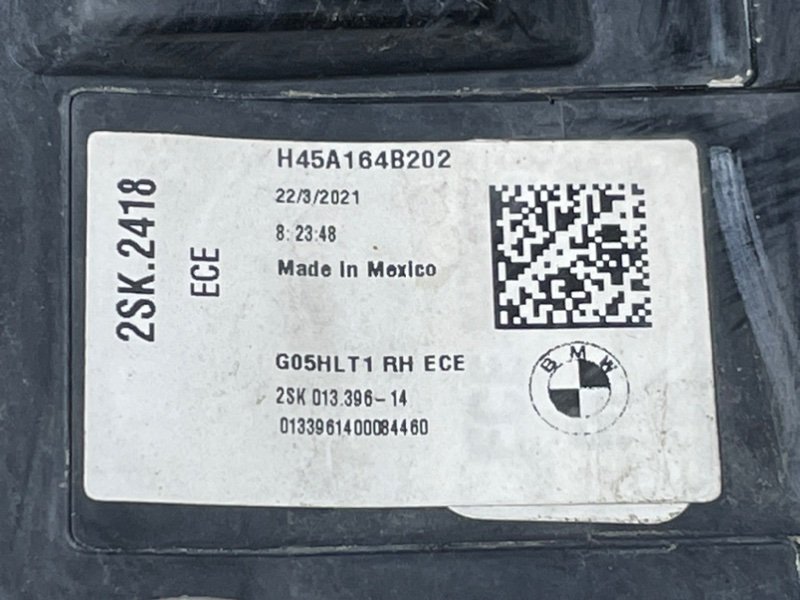 2SK.2418
ECE
H45A164B202
22/3/2021
8: 23:48
Made in Mexico
G05HLT1 RH ECE
2SK 013.396-14
0133961400084460
BMW